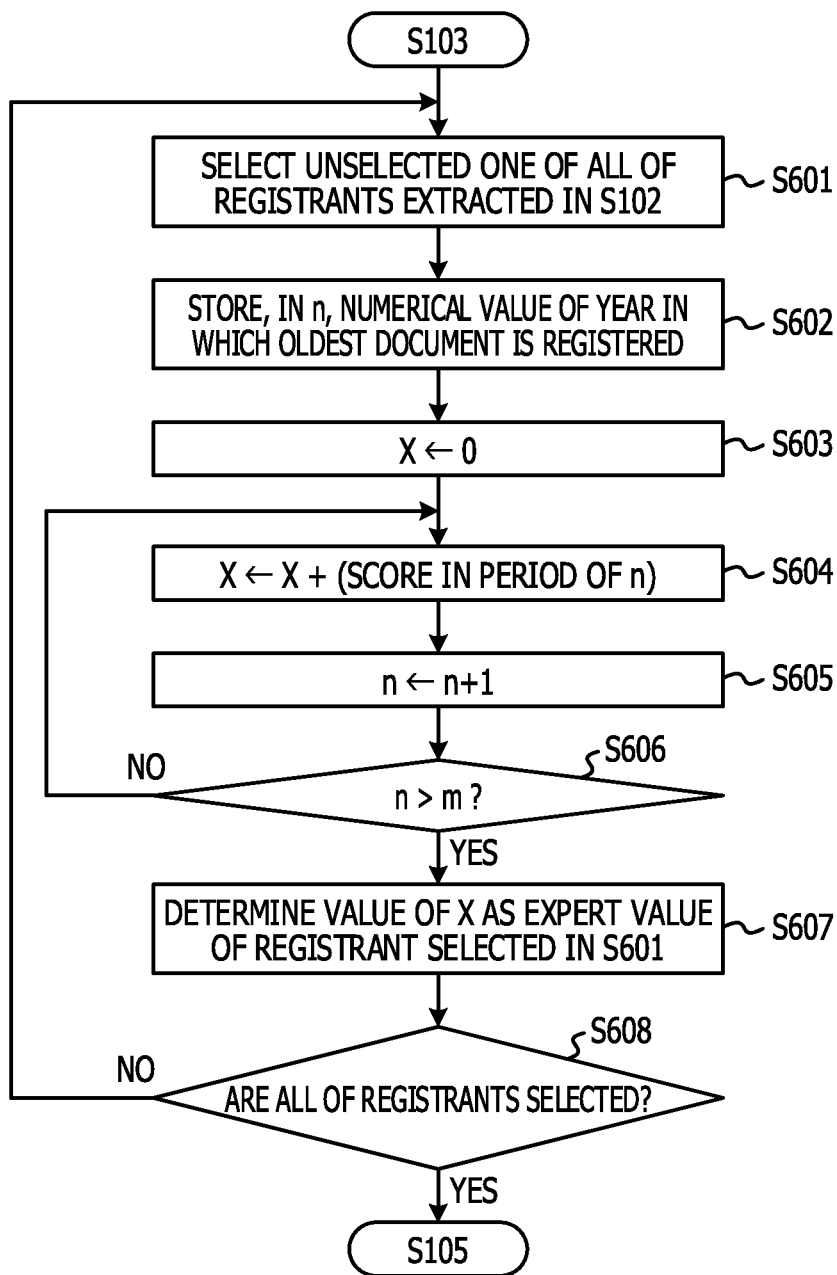 S103
SELECT UNSELECTED ONE OF ALL OF
REGISTRANTS EXTRACTED IN S102
S601
STORE, IN n, NUMERICAL VALUE OF YEAR IN
WHICH OLDEST DOCUMENT IS REGISTERED
S602
X ← 0
S603
X ← X + (SCORE IN PERIOD OF n)
S604
n ← n+1
S605
S606
NO
n > m ?
YES
DETERMINE VALUE OF X AS EXPERT VALUE
OF REGISTRANT SELECTED IN S601
S607
S608
NO
ARE ALL OF REGISTRANTS SELECTED?
YES
S105